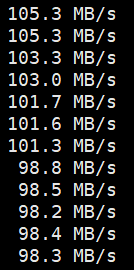 105.3 MB/s
105.3 MB/s
103.3 MB/s
103.0 MB/s
101.7 MB/s
101.6 MB/s
101.3 MB/s
98.8 MB/s
98.5 MB/s
98.2 MB/s
98.4 MB/s
98.3 MB/s